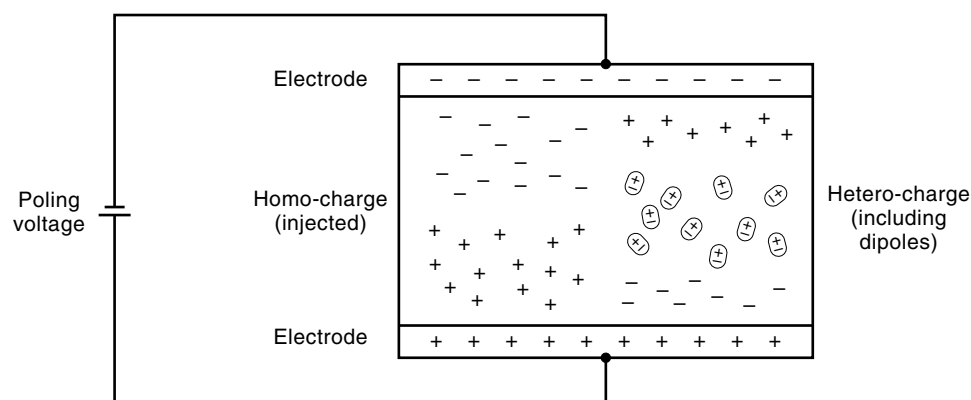 Electrode
− − − − − − − − − −
Poling
voltage
Homo-charge
(injected)
Hetero-charge
(including
dipoles)
Electrode
+ + + + + + + + + +